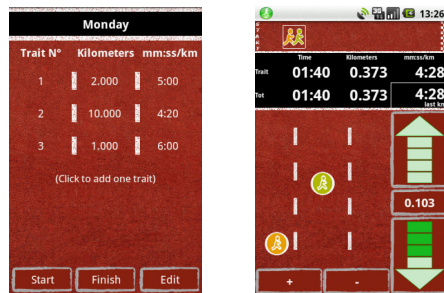 Monday
Trait N° Kilometers mm:ss/km
1 2.000 5:00
2 10.000 4:20
3 1.000 6:00
(Click to add one trait)
Start Finish Edit
3G 13:26
START
Time Kilometers mm:ss/km
Trait 01:40 0.373 4:28
Tot 01:40 0.373 4:28
last km
0.103
+ -